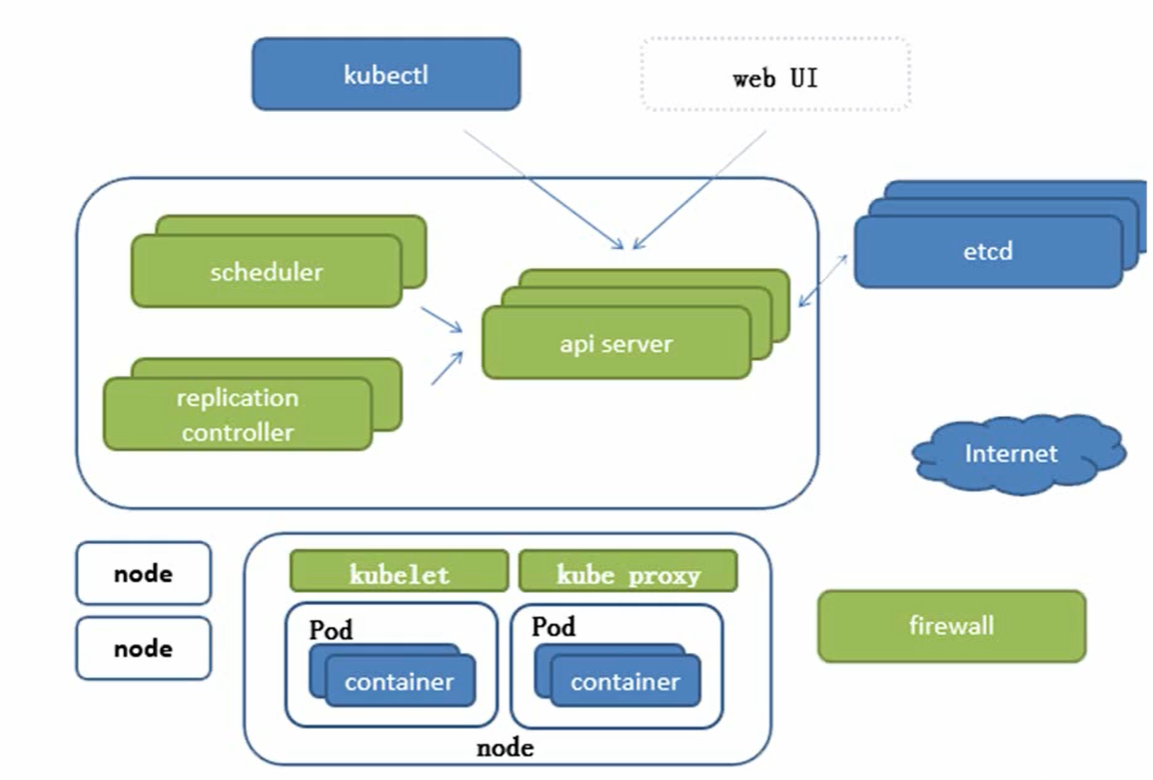 kubectl
web UI
scheduler
etcd
api server
replication
controller
Internet
node
kubelet
kube proxy
node
Pod
Pod
container
container
firewall
node